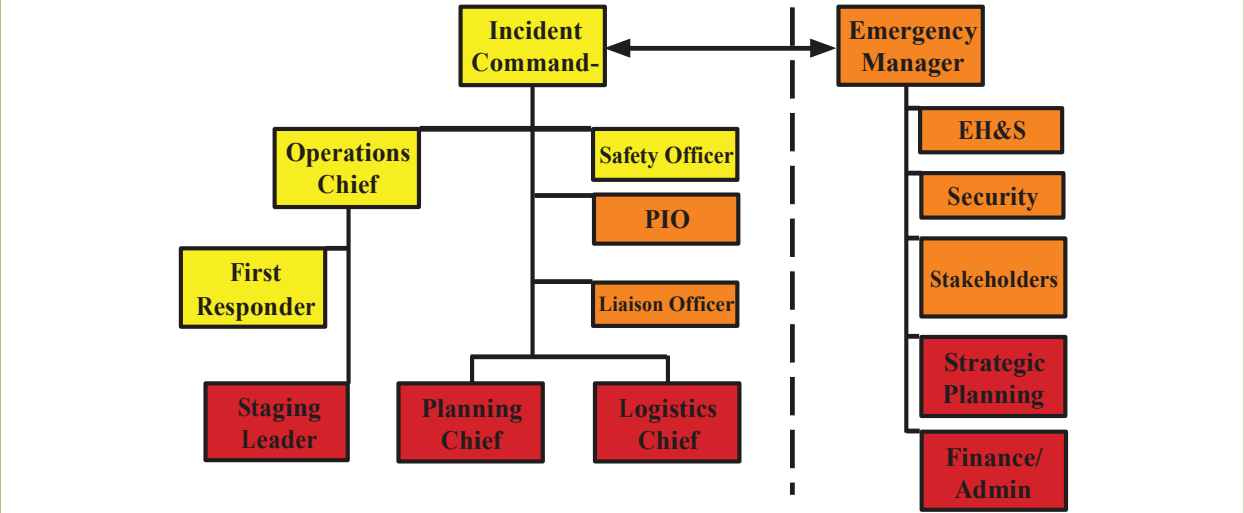 Incident
Command-
Emergency
Manager
Operations
Chief
Safety Officer
EH&S
PIO
Security
First
Responder
Liaison Officer
Stakeholders
Staging
Leader
Planning
Chief
Logistics
Chief
Strategic
Planning
Finance/
Admin